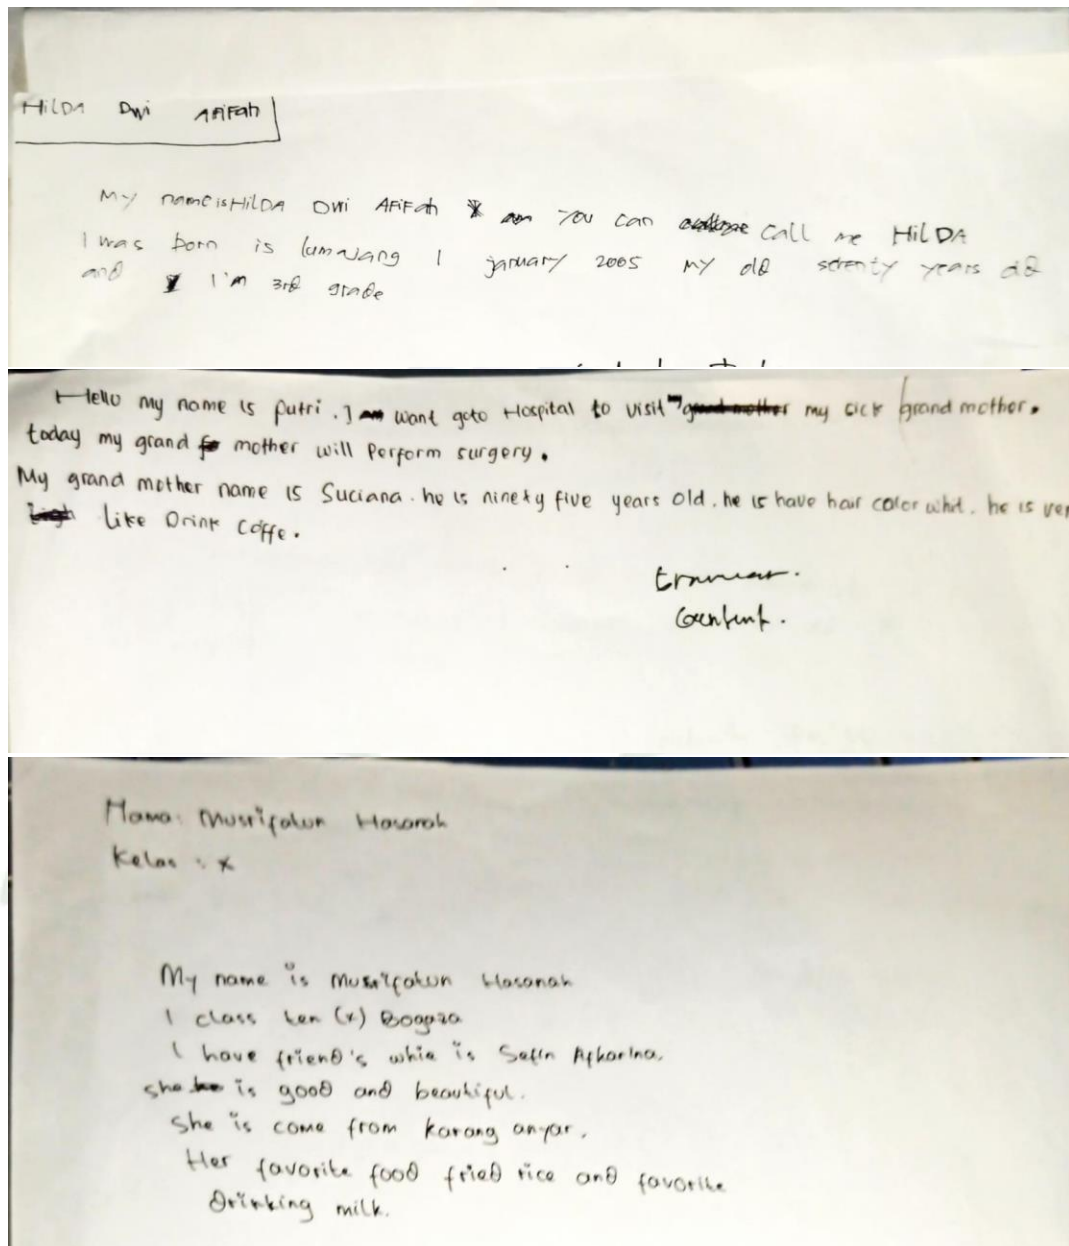 HilDA Dwi AFiFah
My name is HilDA Dwi AFiFah You can call me HilDA
I was born is lumajang 1 january 2005 My old seventy years old
and I'm 3rd grade
Hello my name is putri. I want goto Hospital to visit my sick grand mother.
today my grand mother will Perform surgery.
My grand mother name is Suciana. he is ninety five years old. he is have hair color whit. he is ver
like Drink Coffe.
Content.
Nama: Musrifatun Hasanah
Kelas : X
My name is Musrifatun Hasanah
I class ten (x)
I have friend's whie is Safin Afkarina.
she is good and beautiful.
She is come from karang anyar.
Her favorite food fried rice and favorite
drinking milk.